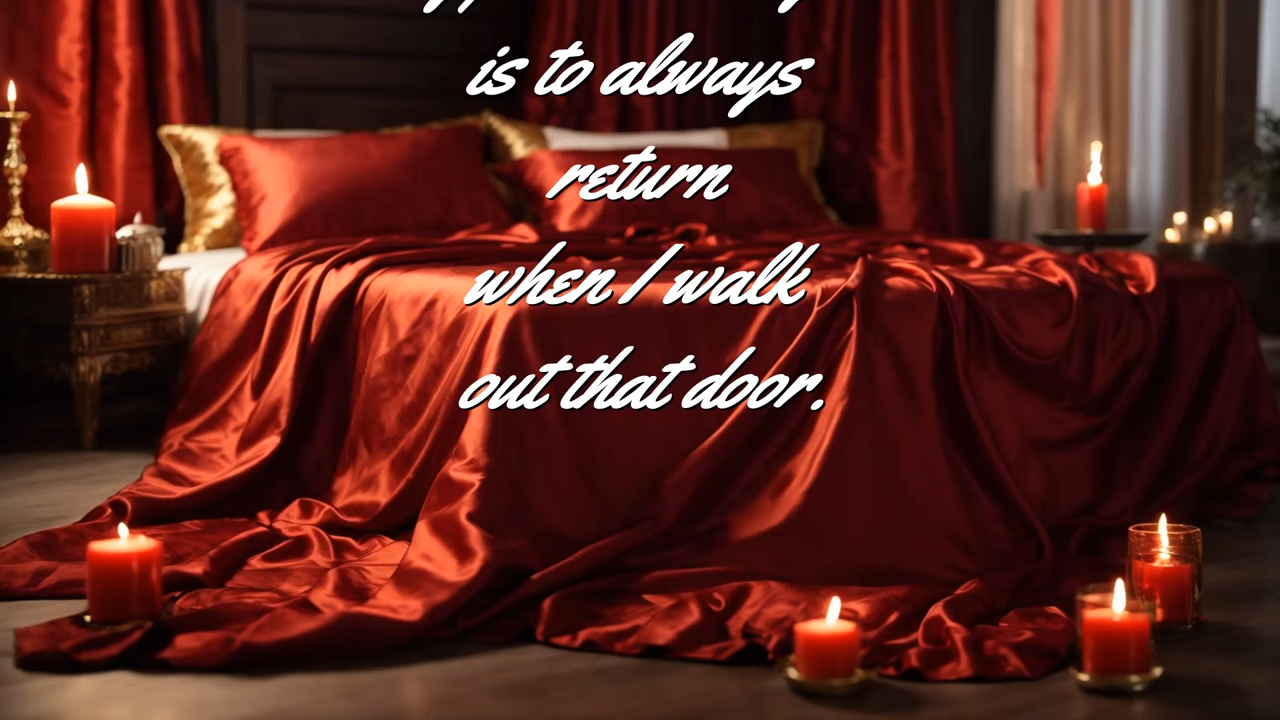 is to always
return
when I walk
out that door.